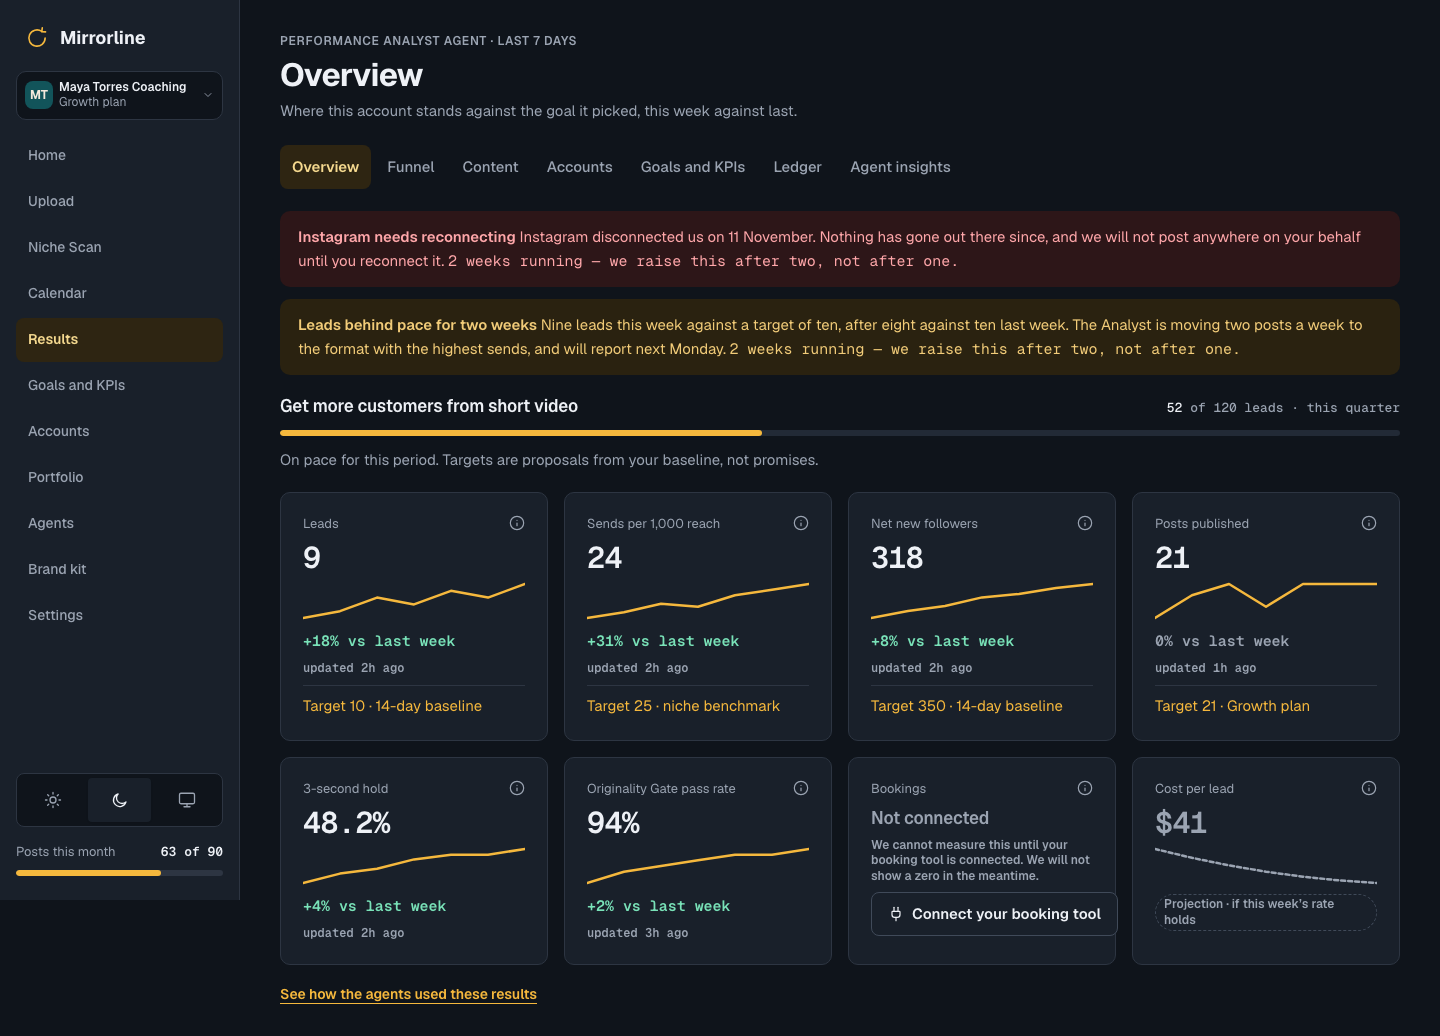 Mirrorline
MT
Maya Torres Coaching
Growth plan
Home
Upload
Niche Scan
Calendar
Results
Goals and KPIs
Accounts
Portfolio
Agents
Brand kit
Settings
Posts this month
63 of 90
PERFORMANCE ANALYST AGENT · LAST 7 DAYS
Overview
Where this account stands against the goal it picked, this week against last.
Overview
Funnel
Content
Accounts
Goals and KPIs
Ledger
Agent insights
Instagram needs reconnecting Instagram disconnected us on 11 November. Nothing has gone out there since, and we will not post anywhere on your behalf
until you reconnect it. 2 weeks running — we raise this after two, not after one.
Leads behind pace for two weeks Nine leads this week against a target of ten, after eight against ten last week. The Analyst is moving two posts a week to
the format with the highest sends, and will report next Monday. 2 weeks running — we raise this after two, not after one.
Get more customers from short video
52 of 120 leads · this quarter
On pace for this period. Targets are proposals from your baseline, not promises.
Leads
9
+18% vs last week
updated 2h ago
Target 10 · 14-day baseline
Sends per 1,000 reach
24
+31% vs last week
updated 2h ago
Target 25 · niche benchmark
Net new followers
318
+8% vs last week
updated 2h ago
Target 350 · 14-day baseline
Posts published
21
0% vs last week
updated 1h ago
Target 21 · Growth plan
3-second hold
48.2%
+4% vs last week
updated 2h ago
Originality Gate pass rate
94%
+2% vs last week
updated 3h ago
Bookings
Not connected
We cannot measure this until your
booking tool is connected. We will not
show a zero in the meantime.
Connect your booking tool
Cost per lead
$41
Projection · if this week's rate
holds
See how the agents used these results